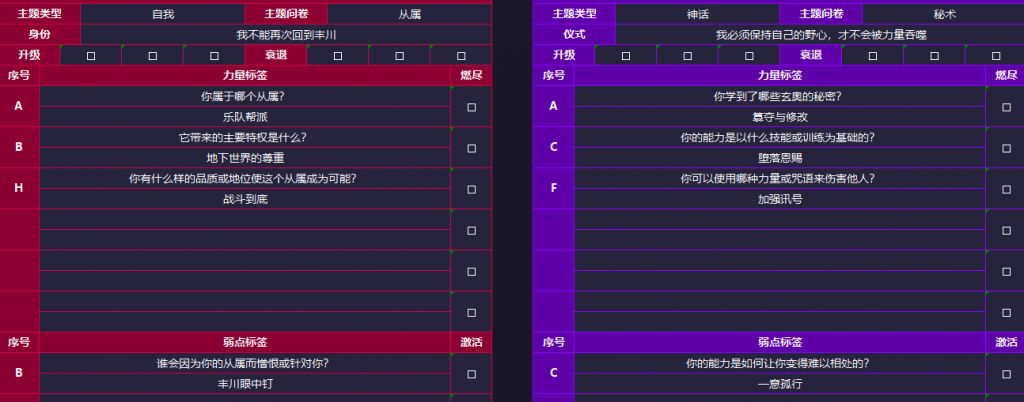 主题类型 自我 主题问卷 从属
身份 我不能再次回到丰川
升级 衰退
序号 力量标签 燃尽
A 你属于哪个从属？
乐队帮派
B 它带来的主要特权是什么？
地下世界的尊重
H 你有什么样的品质或地位使这个从属成为可能？
战斗到底
序号 弱点标签 激活
B 谁会因为你的从属而憎恨或针对你？
丰川眼中钉
主题类型 神话 主题问卷 秘术
仪式 我必须保持自己的野心，才不会被力量吞噬
升级 衰退
序号 力量标签 燃尽
A 你学到了哪些玄奥的秘密？
篡夺与修改
C 你的能力是以什么技能或训练为基础的？
堕落恩赐
F 你可以使用哪种力量或咒语来伤害他人？
加强讯号
序号 弱点标签 激活
C 你的能力是如何让你变得难以相处的？
一意孤行